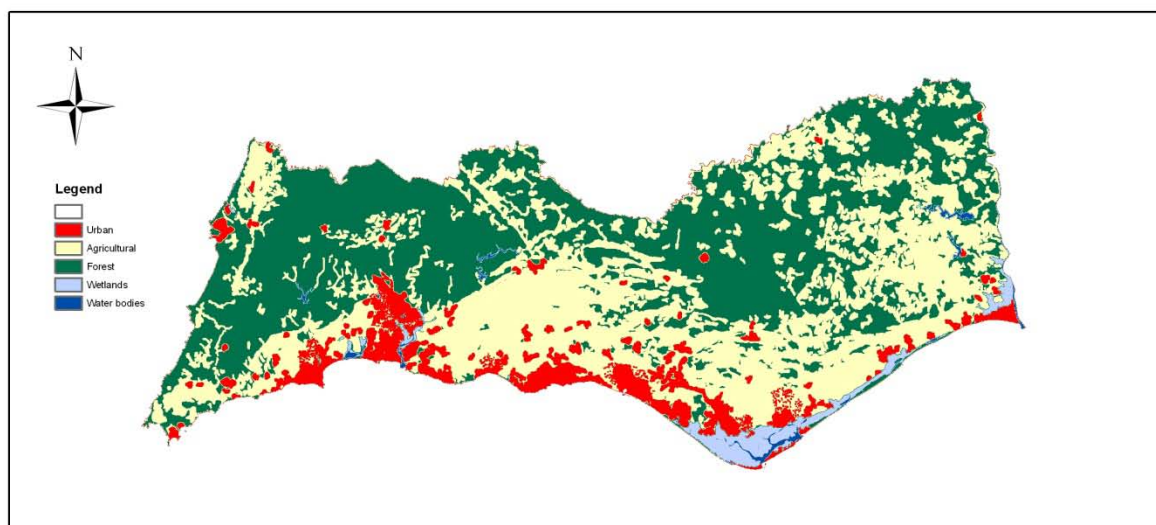 N
Legend
Urban
Agricultural
Forest
Wetlands
Water bodies